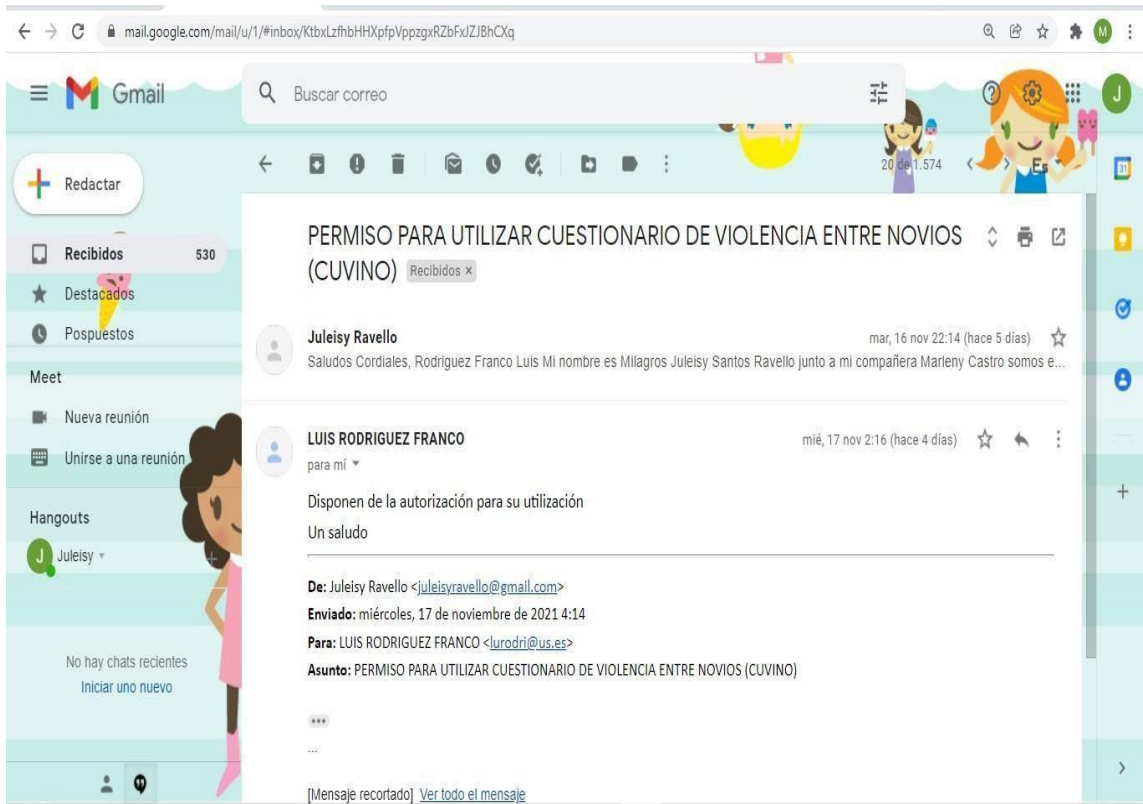 mail.google.com/mail/u/1/#inbox/KtbxLzfhbHHXpfpVppzgxRZbFxJZJBhCXq
M
Gmail
Buscar correo
J
Redactar
20 de 1.574
Es
31
Recibidos 530
Destacados
Pospuestos
Meet
Nueva reunión
Unirse a una reunión
Hangouts
J Juleisy
No hay chats recientes
Iniciar uno nuevo
PERMISO PARA UTILIZAR CUESTIONARIO DE VIOLENCIA ENTRE NOVIOS
(CUVINO) Recibidos ×
Juleisy Ravello mar, 16 nov 22:14 (hace 5 días)
Saludos Cordiales, Rodriguez Franco Luis Mi nombre es Milagros Juleisy Santos Ravello junto a mi compañera Marleny Castro somos e...
LUIS RODRIGUEZ FRANCO mié, 17 nov 2:16 (hace 4 días)
para mí
Disponen de la autorización para su utilización
Un saludo
De: Juleisy Ravello <juleisyravello@gmail.com>
Enviado: miércoles, 17 de noviembre de 2021 4:14
Para: LUIS RODRIGUEZ FRANCO <lurodri@us.es>
Asunto: PERMISO PARA UTILIZAR CUESTIONARIO DE VIOLENCIA ENTRE NOVIOS (CUVINO)
...
[Mensaje recortado] Ver todo el mensaje